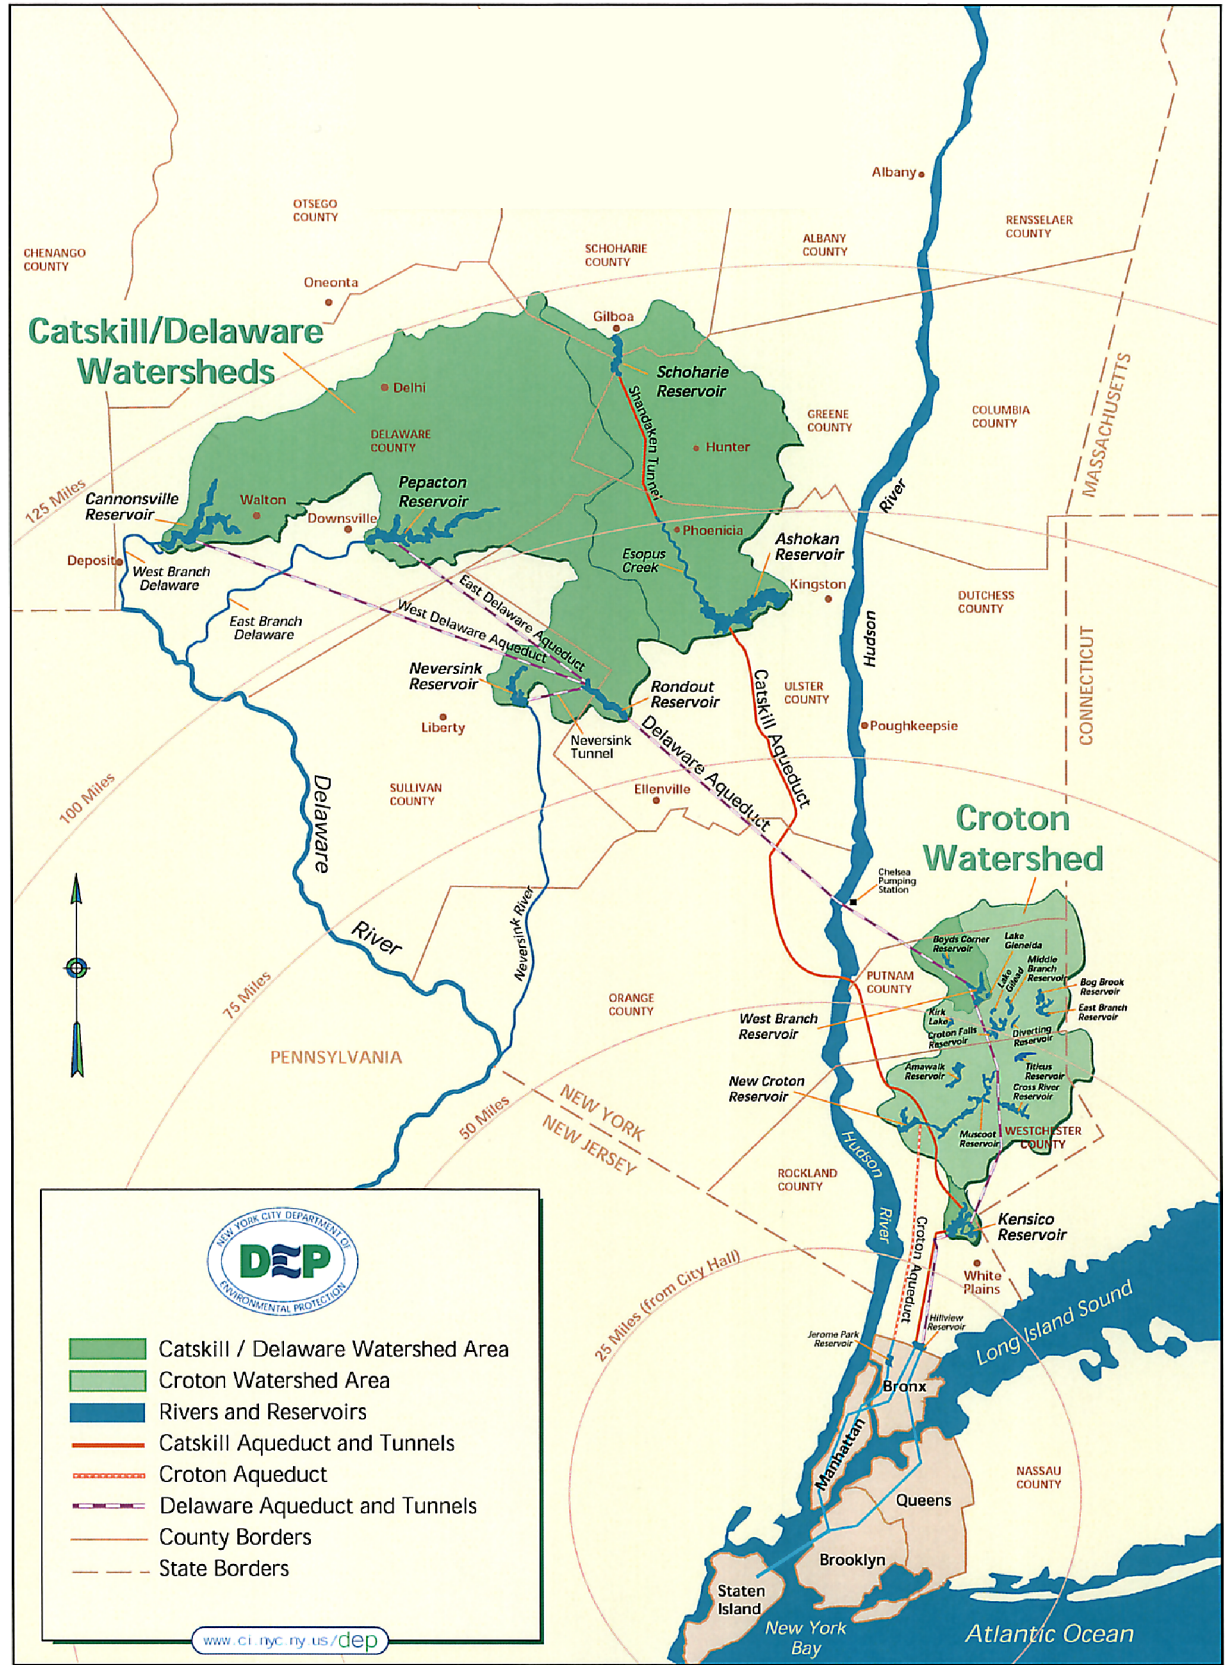 Albany
OTSEGO
COUNTY
RENSSELAER
COUNTY
CHENANGO
COUNTY
SCHOHARIE
COUNTY
ALBANY
COUNTY
Oneonta
Gilboa
Catskill/Delaware
Watersheds
Schoharie
Reservoir
Delhi
MASSACHUSETTS
Shandaken Tunnel
GREENE
COUNTY
COLUMBIA
COUNTY
DELAWARE
COUNTY
Hunter
125 Miles
Cannonsville
Reservoir
Walton
Pepacton
Reservoir
Downsville
River
Phoenicia
Ashokan
Reservoir
Deposit
West Branch
Delaware
Esopus
Creek
Kingston
DUTCHESS
COUNTY
East Branch
Delaware
East Delaware Aqueduct
West Delaware Aqueduct
Hudson
CONNECTICUT
Neversink
Reservoir
Rondout
Reservoir
Catskill Aqueduct
ULSTER
COUNTY
Liberty
Neversink
Tunnel
Delaware Aqueduct
Poughkeepsie
100 Miles
SULLIVAN
COUNTY
Ellenville
Delaware
Croton
Watershed
Chelsea
Pumping
Station
River
Neversink River
75 Miles
Boyds Corner
Reservoir
Lake
Gleneida
Lake
Gilead
Middle
Branch
Reservoir
PUTNAM
COUNTY
Bog Brook
Reservoir
ORANGE
COUNTY
West Branch
Reservoir
Kirk
Lake
East Branch
Reservoir
Croton Falls
Reservoir
Diverting
Reservoir
PENNSYLVANIA
Amawalk
Reservoir
Titicus
Reservoir
New Croton
Reservoir
Cross River
Reservoir
50 Miles
NEW YORK
NEW JERSEY
Muscoot
Reservoir
WESTCHESTER
COUNTY
Hudson
River
ROCKLAND
COUNTY
Croton Aqueduct
Kensico
Reservoir
White
Plains
25 Miles (from City Hall)
Long Island Sound
Jerome Park
Reservoir
Hillview
Reservoir
Bronx
Manhattan
NASSAU
COUNTY
Queens
Brooklyn
Staten
Island
New York
Bay
Atlantic Ocean
NEW YORK CITY DEPARTMENT OF
DEP
ENVIRONMENTAL PROTECTION
Catskill / Delaware Watershed Area
Croton Watershed Area
Rivers and Reservoirs
Catskill Aqueduct and Tunnels
Croton Aqueduct
Delaware Aqueduct and Tunnels
County Borders
State Borders
www.ci.nyc.ny.us/dep